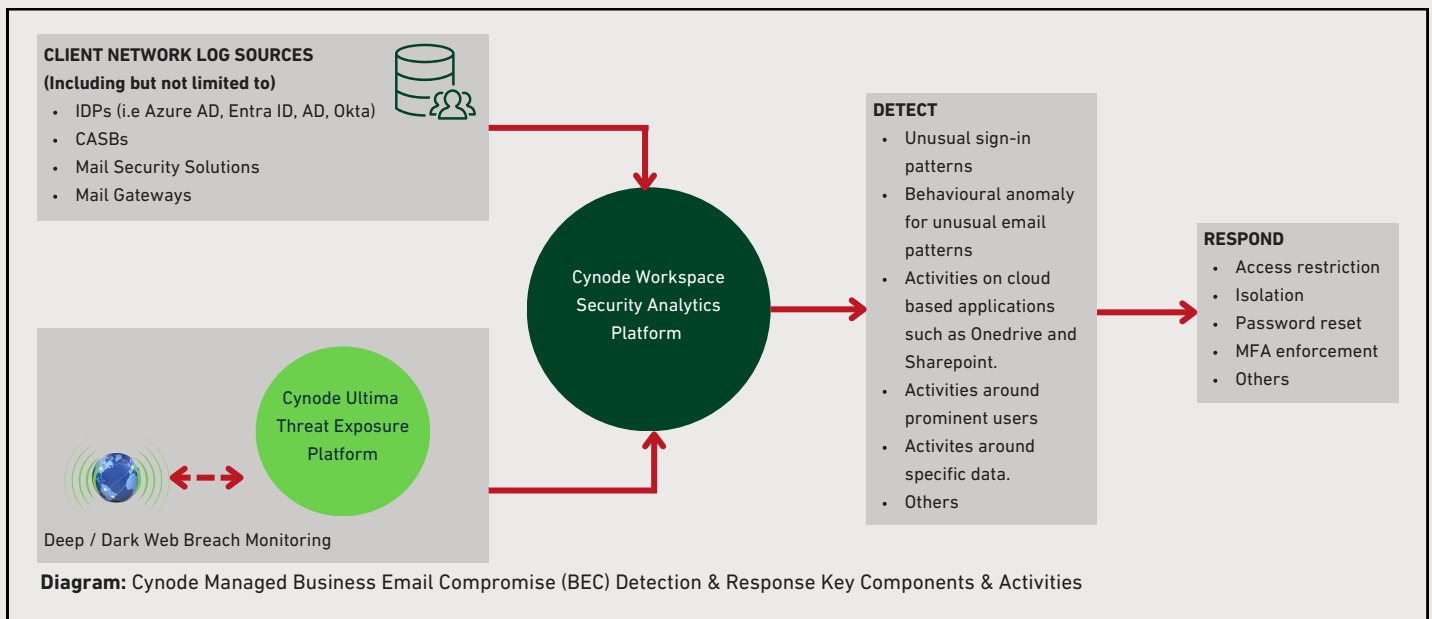 CLIENT NETWORK LOG SOURCES
(Including but not limited to)
• IDPs (i.e Azure AD, Entra ID, AD, Okta)
• CASBs
• Mail Security Solutions
• Mail Gateways
Cynode Ultima
Threat Exposure
Platform
Deep / Dark Web Breach Monitoring
Cynode Workspace
Security Analytics
Platform
DETECT
• Unusual sign-in
patterns
• Behavioural anomaly
for unusual email
patterns
• Activities on cloud
based applications
such as Onedrive and
Sharepoint.
• Activities around
prominent users
• Activites around
specific data.
• Others
RESPOND
• Access restriction
• Isolation
• Password reset
• MFA enforcement
• Others
Diagram: Cynode Managed Business Email Compromise (BEC) Detection & Response Key Components & Activities